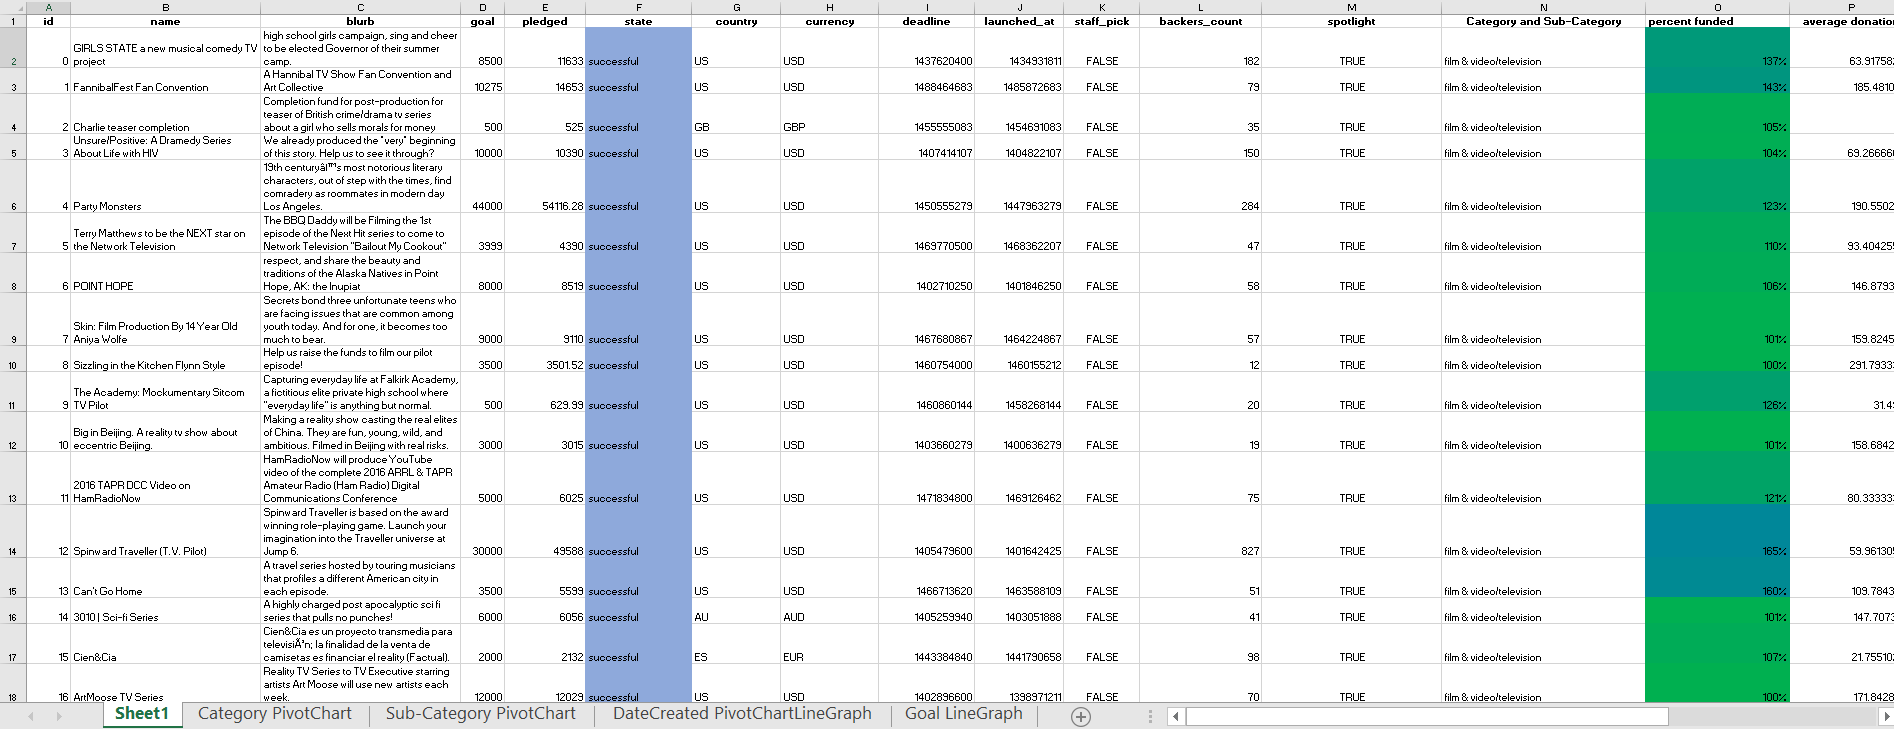 A B C D E F G H I J K L M N O P
1 id name blurb goal pledged state country currency deadline launched_at staff_pick backers_count spotlight Category and Sub-Category percent funded average donatio
high school girls campaign, sing and cheer
GIRLS STATE a new musical comedy TV to be elected Governor of their summer
2 0 project camp. 8500 11633 successful US USD 1437620400 1434931811 FALSE 182 TRUE film & video/television 137% 63.917582
A Hannibal TV Show Fan Convention and
3 1 FannibalFest Fan Convention Art Collective 10275 14653 successful US USD 1488464683 1485872683 FALSE 79 TRUE film & video/television 143% 185.4810
Completion fund for post-production for
teaser of British crime/drama tv series
4 2 Charlie teaser completion about a girl who sells morals for money 500 525 successful GB GBP 1455555083 1454691083 FALSE 35 TRUE film & video/television 105%
Unsure/Positive: A Dramedy Series We already produced the "very" beginning
5 3 About Life with HIV of this story. Help us to see it through? 10000 10390 successful US USD 1407414107 1404822107 FALSE 150 TRUE film & video/television 104% 69.266666
19th centuryâ€™s most notorious literary
characters, out of step with the times, find
comradery as roommates in modern day
6 4 Party Monsters Los Angeles. 44000 54116.28 successful US USD 1450555279 1447963279 FALSE 284 TRUE film & video/television 123% 190.5502
The BBQ Daddy will be Filming the 1st
Terry Matthews to be the NEXT star on episode of the Next Hit series to come to
7 5 the Network Television Network Television "Bailout My Cookout" 3999 4390 successful US USD 1469770500 1468362207 FALSE 47 TRUE film & video/television 110% 93.404255
respect, and share the beauty and
traditions of the Alaska Natives in Point
8 6 POINT HOPE Hope, AK: the Inupiat 8000 8519 successful US USD 1402710250 1401846250 FALSE 58 TRUE film & video/television 106% 146.8793
Secrets bond three unfortunate teens who
are facing issues that are common among
Skin: Film Production By 14 Year Old youth today. And for one, it becomes too
9 7 Aniya Wolfe much to bear. 9000 9110 successful US USD 1467680867 1464224867 FALSE 57 TRUE film & video/television 101% 159.8245
Help us raise the funds to film our pilot
10 8 Sizzling in the Kitchen Flynn Style episode! 3500 3501.52 successful US USD 1460754000 1460155212 FALSE 12 TRUE film & video/television 100% 291.79333
Capturing everyday life at Falkirk Academy,
The Academy: Mockumentary Sitcom a fictitious elite private high school where
11 9 TV Pilot "everyday life" is anything but normal. 500 629.99 successful US USD 1460860144 1458268144 FALSE 20 TRUE film & video/television 126% 31.49
Making a reality show casting the real elites
Big in Beijing. A reality tv show about of China. They are fun, young, wild, and
12 10 eccentric Beijing. ambitious. Filmed in Beijing with real risks. 3000 3015 successful US USD 1403660279 1400636279 FALSE 19 TRUE film & video/television 101% 158.6842
HamRadioNow will produce YouTube
video of the complete 2016 ARRL & TAPR
2016 TAPR DCC Video on Amateur Radio (Ham Radio) Digital
13 11 HamRadioNow Communications Conference 5000 6025 successful US USD 1471834800 1469126462 FALSE 75 TRUE film & video/television 121% 80.333333
Spinward Traveller is based on the award
winning role-playing game. Launch your
imagination into the Traveller universe at
14 12 Spinward Traveller (T.V. Pilot) Jump 6. 30000 49588 successful US USD 1405479600 1401642425 FALSE 827 TRUE film & video/television 165% 59.961305
A travel series hosted by touring musicians
that profiles a different American city in
15 13 Can't Go Home each episode. 3500 5599 successful US USD 1466713620 1463588109 FALSE 51 TRUE film & video/television 160% 109.7843
A highly charged post apocalyptic sci fi
16 14 3010 | Sci-fi Series series that pulls no punches! 6000 6056 successful AU AUD 1405259940 1403051888 FALSE 41 TRUE film & video/television 101% 147.7073
Cien&Cia es un proyecto transmedia para
televisiÃ³n; la finalidad de la venta de
17 15 Cien&Cia camisetas es financiar el reality (Factual). 2000 2132 successful ES EUR 1443384840 1441790658 FALSE 98 TRUE film & video/television 107% 21.755102
Reality TV Series to TV Executive starring
artists Art Moose will use new artists each
18 16 ArtMoose TV Series week. 12000 12029 successful US USD 1402896600 1398971211 FALSE 70 TRUE film & video/television 100% 171.8428
Sheet1 Category PivotChart Sub-Category PivotChart DateCreated PivotChartLineGraph Goal LineGraph